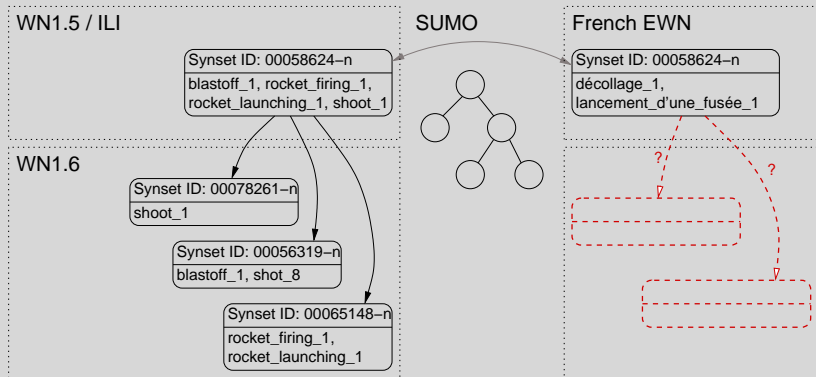 WN1.5 / ILI
SUMO
French EWN
Synset ID: 00058624−n
blastoff_1, rocket_firing_1,
rocket_launching_1, shoot_1
Synset ID: 00058624−n
décollage_1,
lancement_d'une_fusée_1
WN1.6
?
?
Synset ID: 00078261−n
shoot_1
Synset ID: 00056319−n
blastoff_1, shot_8
Synset ID: 00065148−n
rocket_firing_1,
rocket_launching_1